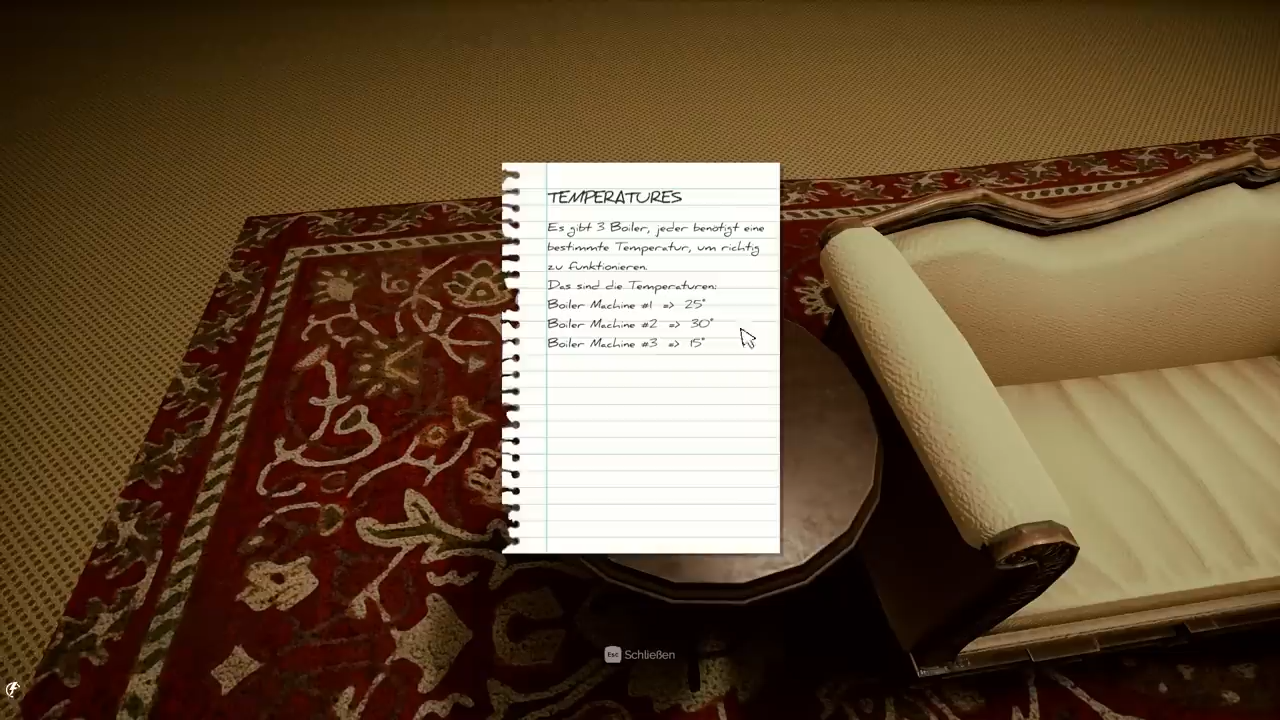 TEMPERATURES
Es gibt 3 Boiler, jeder benötigt eine
bestimmte Temperatur, um richtig
zu funktionieren.
Das sind die Temperaturen:
Boiler Machine #1 => 25°
Boiler Machine #2 => 30°
Boiler Machine #3 => 15°
Esc Schließen